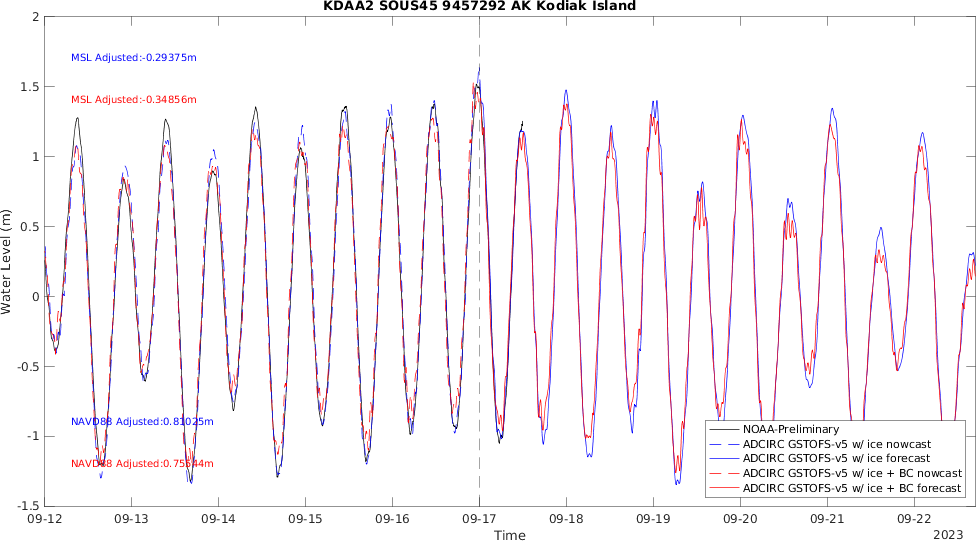 KDAA2 SOUS45 9457292 AK Kodiak Island
2
1.5
1
0.5
0
-0.5
-1
-1.5
Water Level (m)
MSL Adjusted:-0.29375m
MSL Adjusted:-0.34856m
NAVD88 Adjusted:0.81025m
NAVD88 Adjusted:0.75544m
NOAA-Preliminary
ADCIRC GSTOFS-v5 w/ ice nowcast
ADCIRC GSTOFS-v5 w/ ice forecast
ADCIRC GSTOFS-v5 w/ ice + BC nowcast
ADCIRC GSTOFS-v5 w/ ice + BC forecast
09-12 09-13 09-14 09-15 09-16 09-17 09-18 09-19 09-20 09-21 09-22
Time
2023